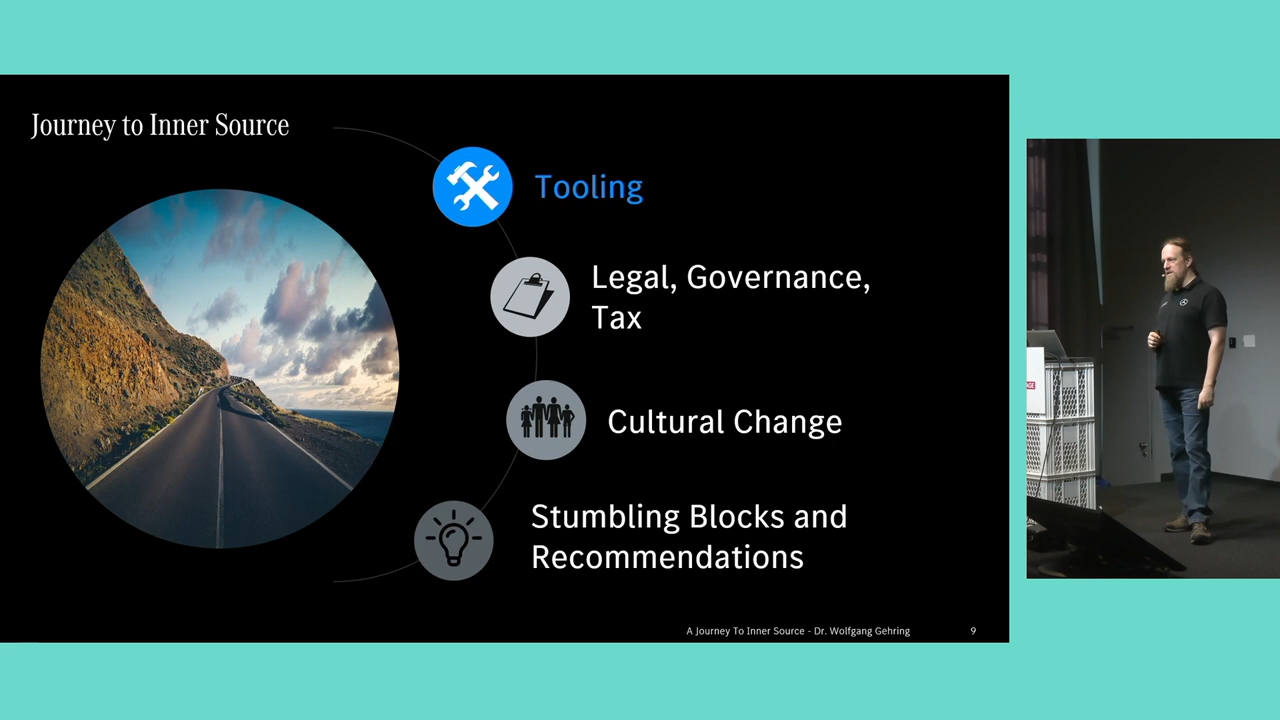 Journey to Inner Source
Tooling
Legal, Governance,
Tax
Cultural Change
Stumbling Blocks and
Recommendations
A Journey To Inner Source - Dr. Wolfgang Gehring
9